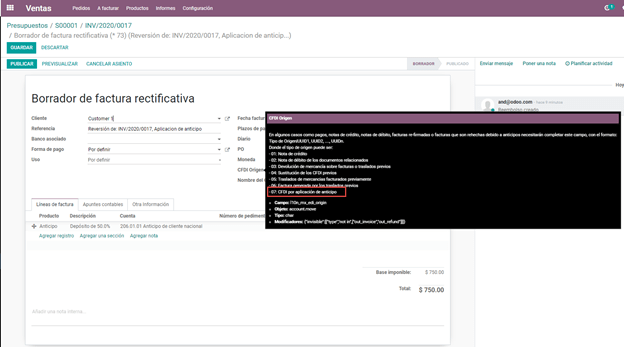 Ventas Pedidos A facturar Productos Informes Configuración
Presupuestos / S00001 / INV/2020/0017
/ Borrador de factura rectificativa (* 73) (Reversión de: INV/2020/0017, Aplicacion de anticip...)
GUARDAR DESCARTAR
PUBLICAR PREVISUALIZAR CANCELAR ASIENTO BORRADOR PUBLICADO Enviar mensaje Poner una nota Planificar actividad
Hoy
Borrador de factura rectificativa
and@odoo.com
Cliente Customer 1 Fecha factur
Referencia Reversión de: INV/2020/0017, Aplicacion de anticipo Plazos de pa
Banco asociado Diario
Forma de pago Por definir PO
Uso Por definir Moneda
CFDI Origen
Nombre del
CFDI Origen
En algunos casos como pagos, notas de crédito, notas de débito, facturas re-firmadas o facturas que son rehechas debido a anticipos necesitarán completar este campo, con el formato:
Tipo de Origen|UUID1, UUID2, ..., UUIDn.
Donde el tipo de origen puede ser:
- 01: Nota de crédito
- 02: Nota de débito de los documentos relacionados
- 03: Devolución de mercancía sobre facturas o traslados previos
- 04: Sustitución de los CFDI previos
- 05: Traslados de mercancías facturados previamente
- 06: Factura generada por los traslados previos
- 07: CFDI por aplicación de anticipo
Campo: l10n_mx_edi_origin
Objeto: account.move
Tipo: char
Modificadores: {"invisible":[["type","not in",["out_invoice","out_refund"]]]}
Líneas de factura Apuntes contables Otra información
Producto Descripción Cuenta Número de pedimento
Anticipo Depósito de 50.0% 206.01.01 Anticipo de cliente nacional
Agregar registro Agregar una sección Agregar nota
Base imponible: $ 750.00
Total: $ 750.00
Añadir una nota interna...